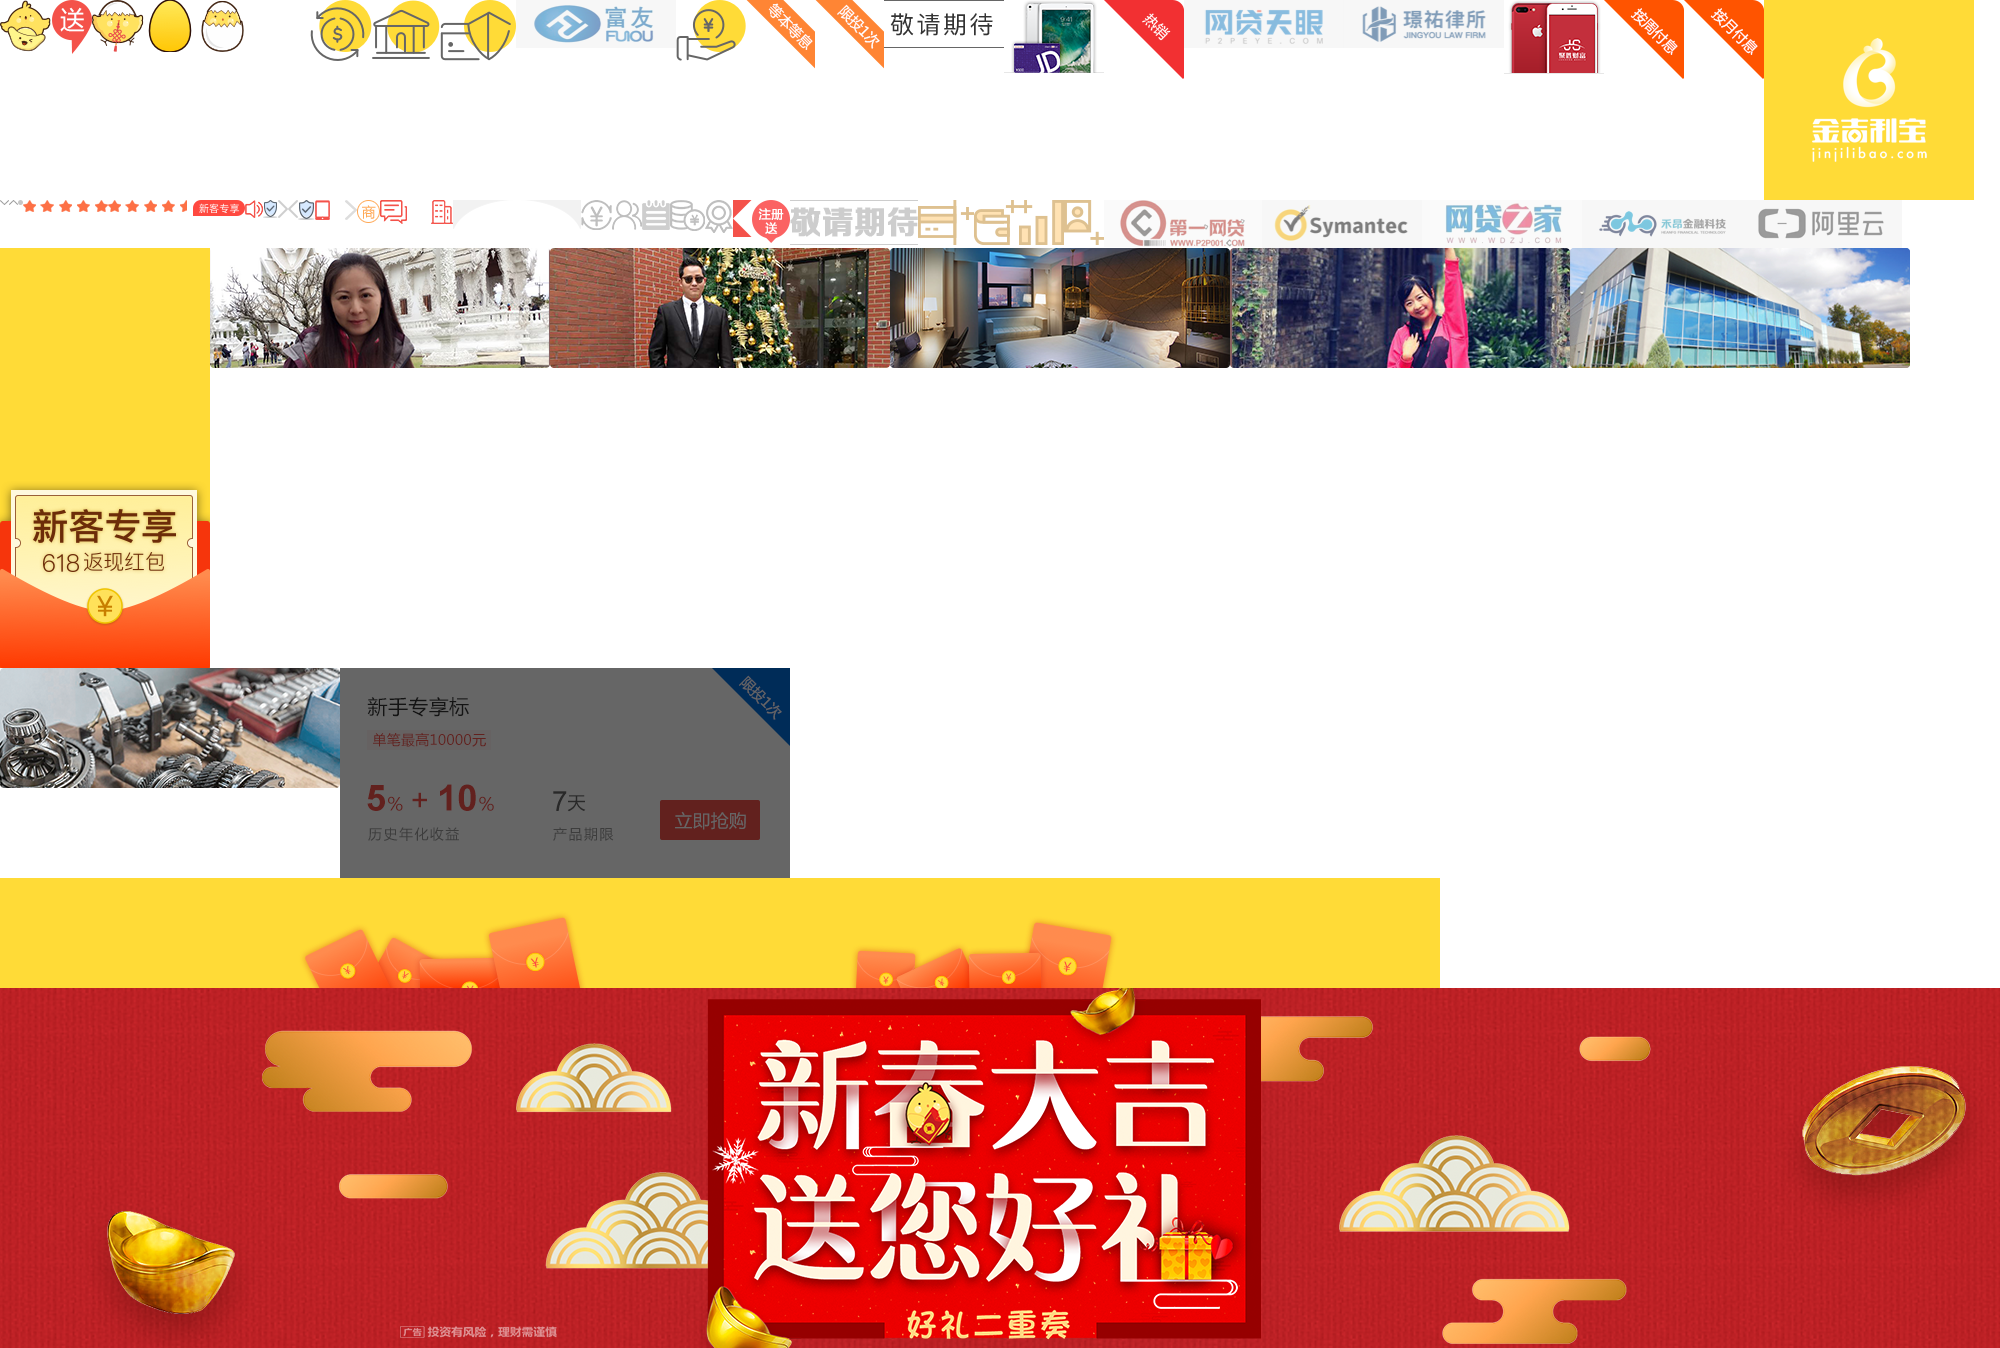 送
富友
FUIOU
等本等息
限投1次
敬请期待
JD
热销
网贷天眼
P2PEYE.COM
璟祐律所
JINGYOU LAW FIRM
JS
聚胜财富
按周付息
按月付息
金吉利宝
jinjilibao.com
新客专享
商
注册
送
敬请期待
第一网贷
WWW.P2P001.COM
Symantec
网贷之家
WWW.WDZJ.COM
禾昂金融科技
阿里云
新客专享
618返现红包
新手专享标
限投1次
单笔最高10000元
5% + 10%
7天
立即抢购
历史年化收益
产品期限
新春大吉
送您好礼
好礼二重奏
广告 投资有风险，理财需谨慎